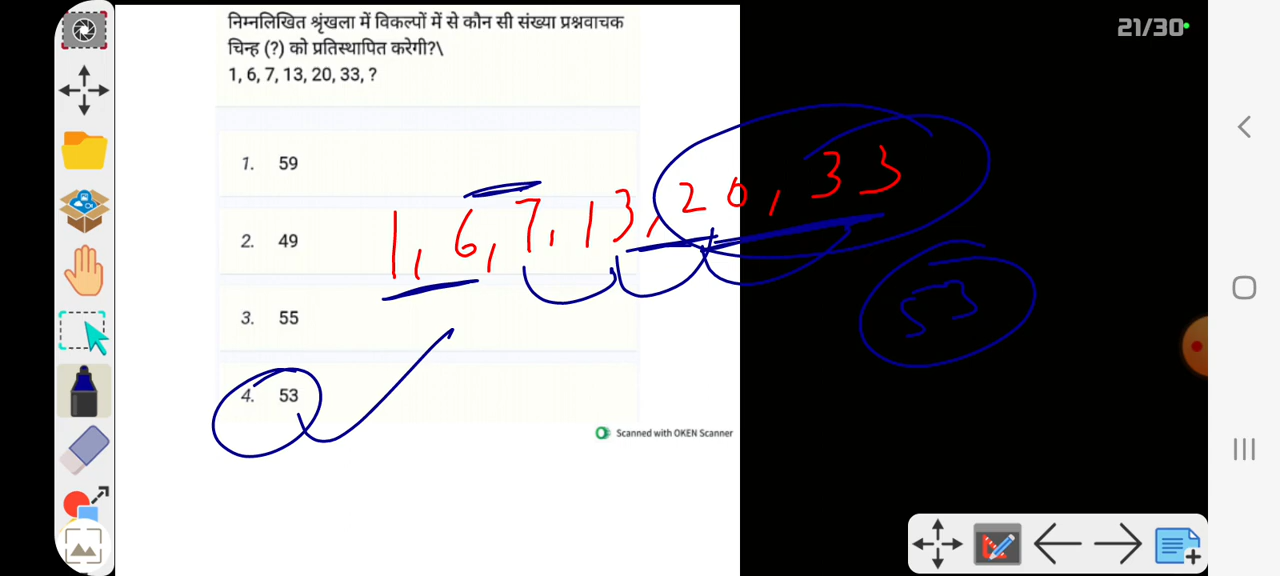 निम्नलिखित श्रृंखला में विकल्पों में से कौन सी संख्या प्रश्नवाचक
चिन्ह (?) को प्रतिस्थापित करेगी?\
1, 6, 7, 13, 20, 33, ?
21/30
1. 59
2. 49
3. 55
4. 53
1, 6, 7, 13, 20, 33
53
Scanned with OKEN Scanner